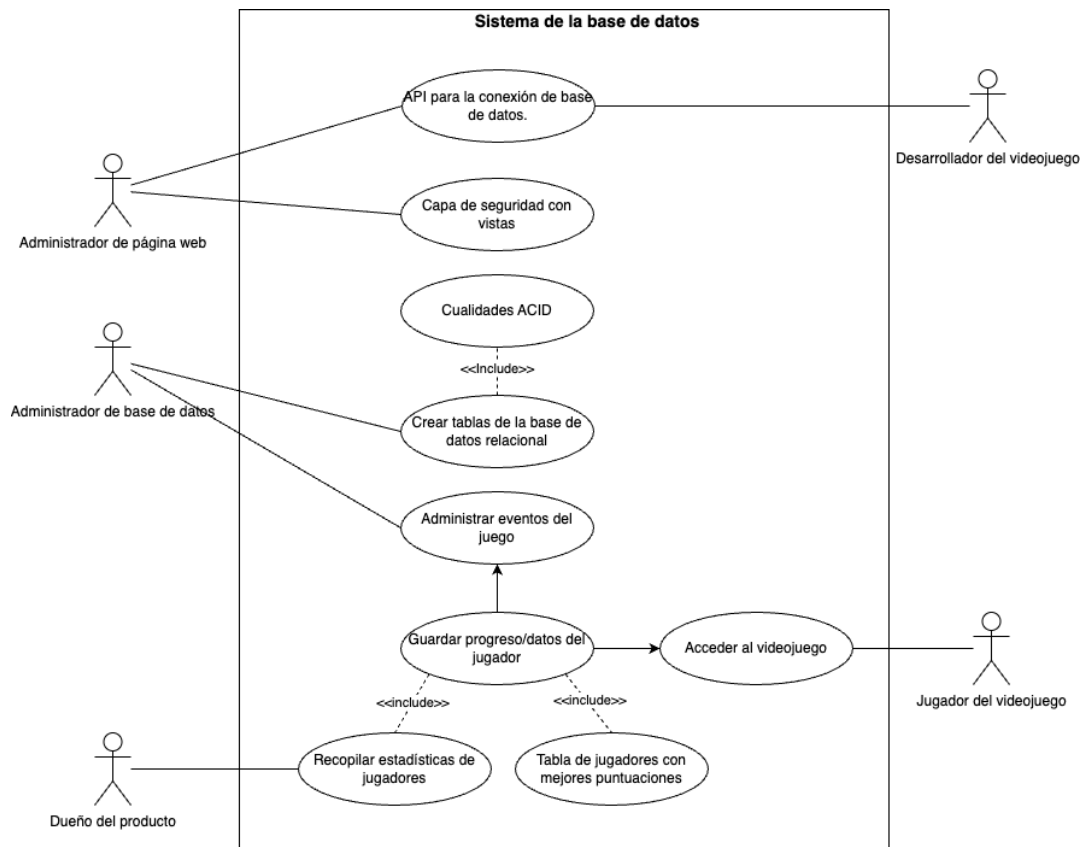 Sistema de la base de datos
API para la conexión de base
de datos.
Desarrollador del videojuego
Capa de seguridad con
vistas
Administrador de página web
Cualidades ACID
<<Include>>
Administrador de base de datos
Crear tablas de la base de
datos relacional
Administrar eventos del
juego
Guardar progreso/datos del
jugador
Acceder al videojuego
Jugador del videojuego
<<include>>
<<include>>
Recopilar estadísticas de
jugadores
Tabla de jugadores con
mejores puntuaciones
Dueño del producto